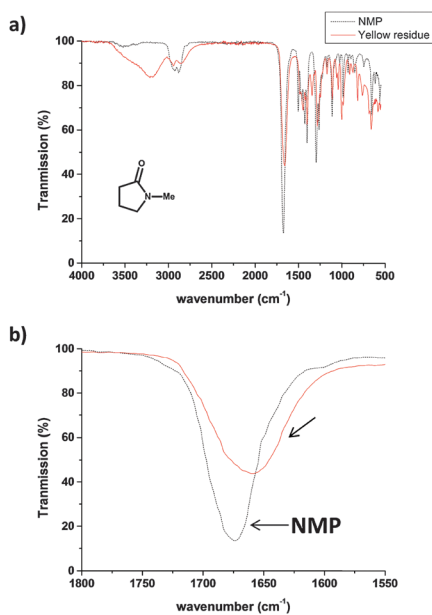 a)
NMP
Yellow residue
100
80
60
40
20
0
Tranmission (%)
O
N
Me
4000 3500 3000 2500 2000 1500 1000 500
wavenumber (cm-1)
b)
100
80
60
40
20
0
Tranmission (%)
NMP
1800 1750 1700 1650 1600 1550
wavenumber (cm-1)